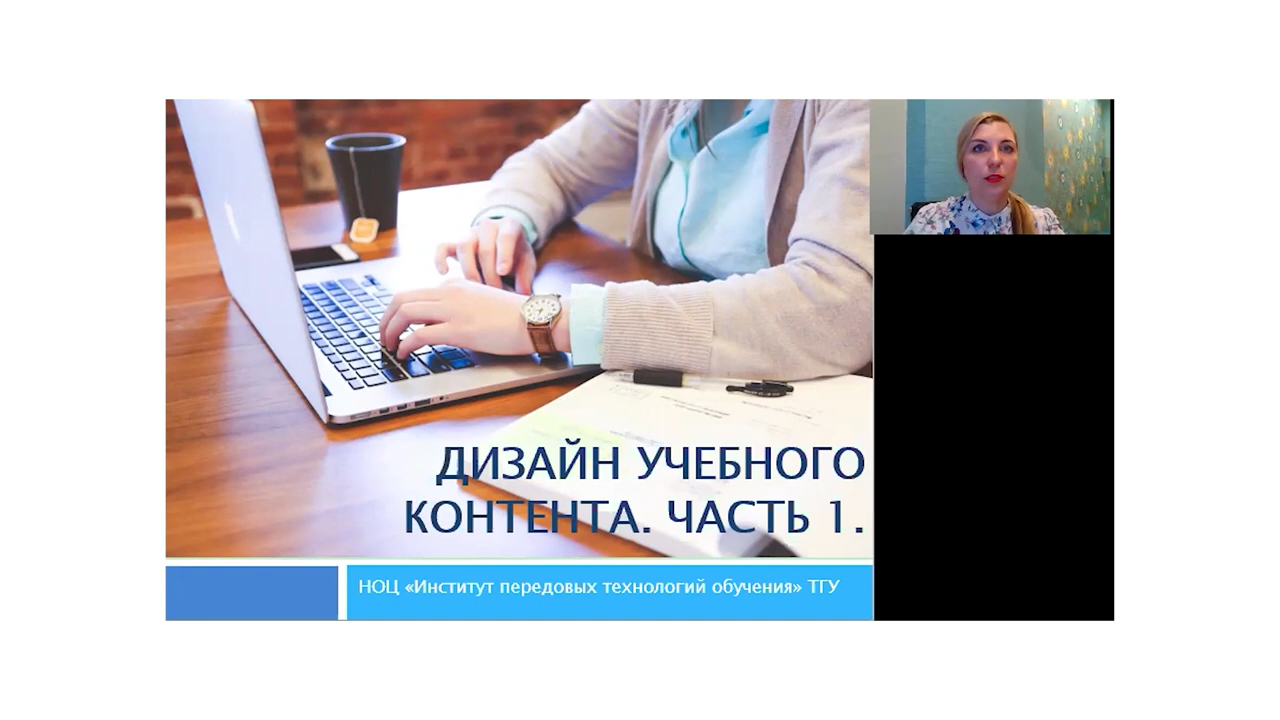 ДИЗАЙН УЧЕБНОГО
КОНТЕНТА. ЧАСТЬ 1.
НОЦ «Институт передовых технологий обучения» ТГУ